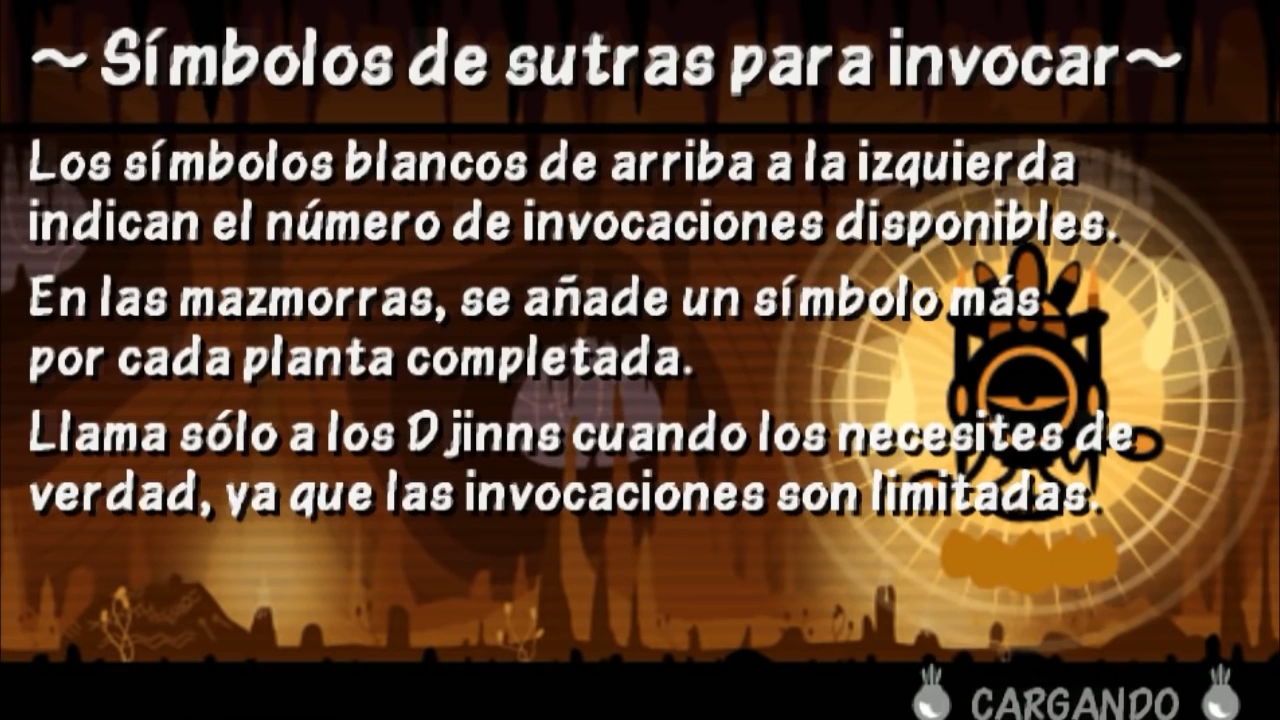 ~Símbolos de sutras para invocar~
Los símbolos blancos de arriba a la izquierda
indican el número de invocaciones disponibles.
En las mazmorras, se añade un símbolo más
por cada planta completada.
Llama sólo a los Djinns cuando los necesites de
verdad, ya que las invocaciones son limitadas.
CARGANDO